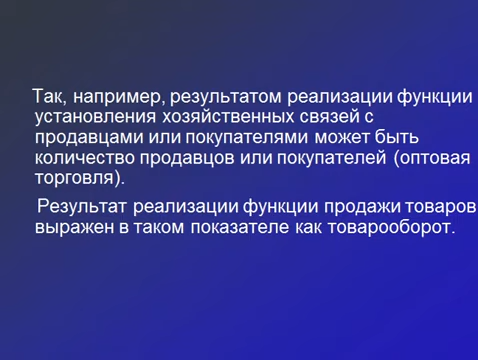 Так, например, результатом реализации функции
установления хозяйственных связей с
продавцами или покупателями может быть
количество продавцов или покупателей (оптовая
торговля).
Результат реализации функции продажи товаров
выражен в таком показателе как товарооборот.